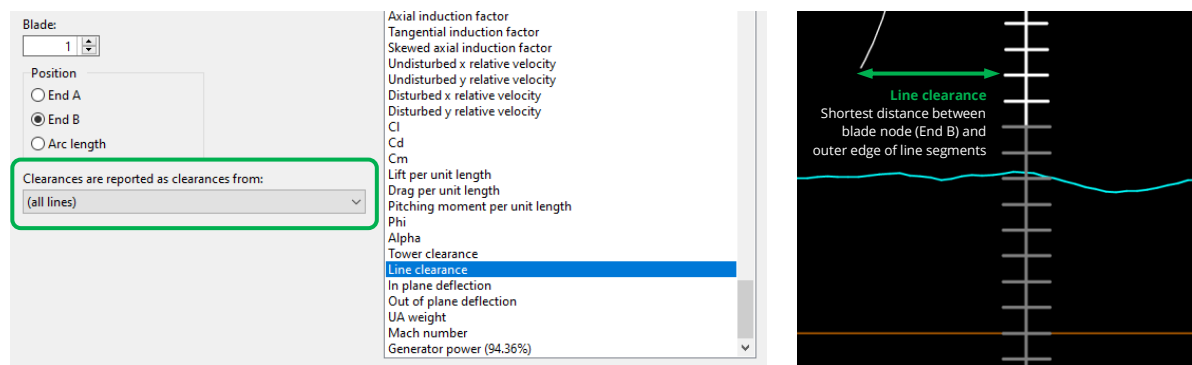 Blade:
1
Position
End A
End B
Arc length
Clearances are reported as clearances from:
(all lines)
Axial induction factor
Tangential induction factor
Skewed axial induction factor
Undisturbed x relative velocity
Undisturbed y relative velocity
Disturbed x relative velocity
Disturbed y relative velocity
Cl
Cd
Cm
Lift per unit length
Drag per unit length
Pitching moment per unit length
Phi
Alpha
Tower clearance
Line clearance
In plane deflection
Out of plane deflection
UA weight
Mach number
Generator power (94.36%)
Line clearance
Shortest distance between
blade node (End B) and
outer edge of line segments